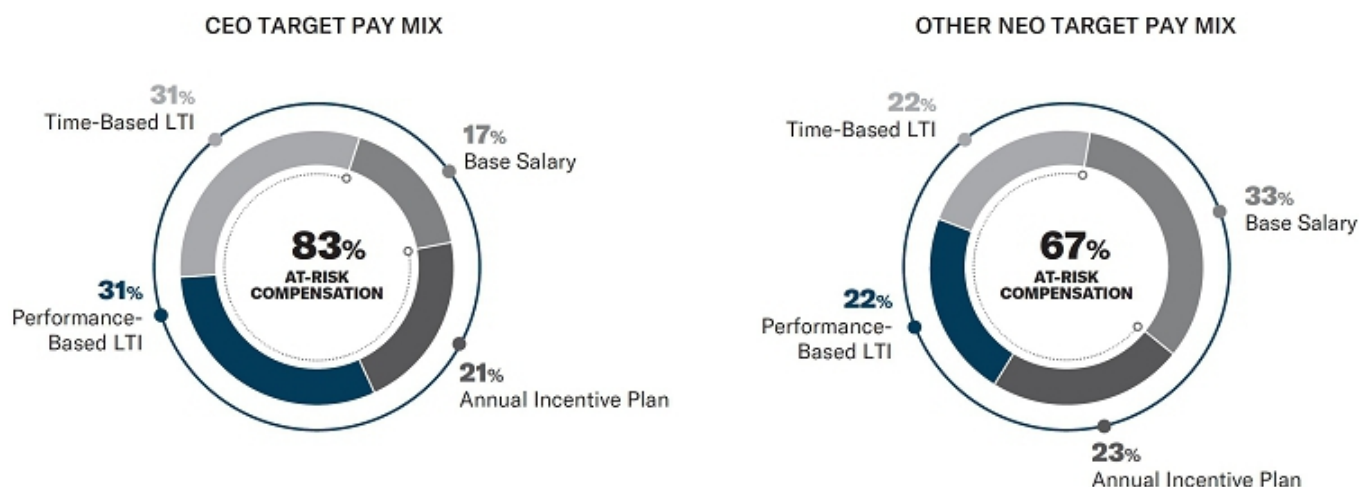 CEO TARGET PAY MIX
31%
Time-Based LTI
17%
Base Salary
83%
AT-RISK
COMPENSATION
31%
Performance-
Based LTI
21%
Annual Incentive Plan
OTHER NEO TARGET PAY MIX
22%
Time-Based LTI
33%
Base Salary
67%
AT-RISK
COMPENSATION
22%
Performance-
Based LTI
23%
Annual Incentive Plan